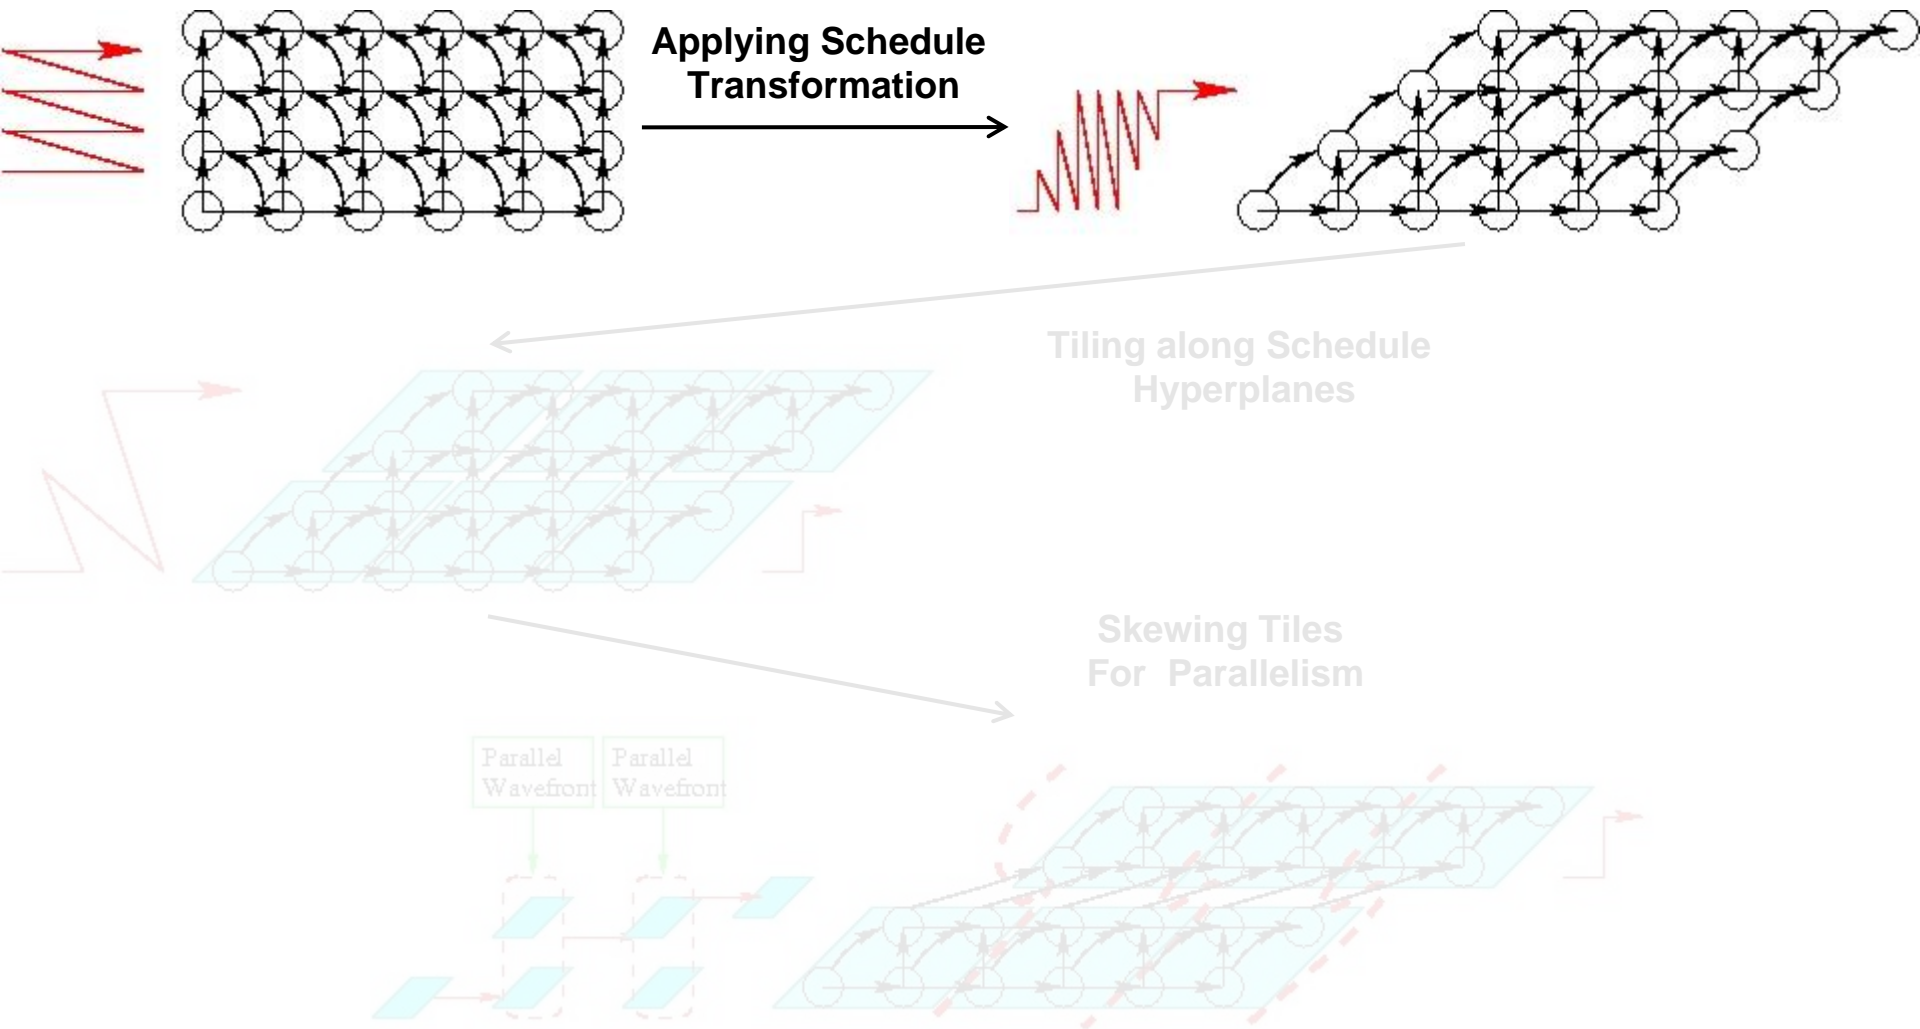 Applying Schedule
Transformation
Tiling along Schedule
Hyperplanes
Skewing Tiles
For Parallelism
Parallel
Wavefront
Parallel
Wavefront